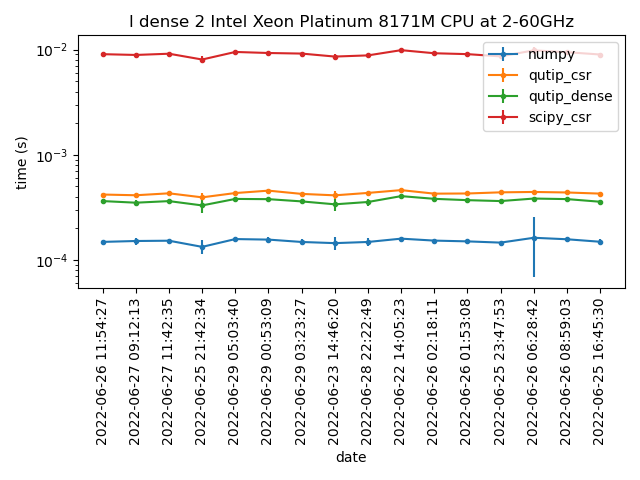 I dense 2 Intel Xeon Platinum 8171M CPU at 2-60GHz
10⁻²
10⁻³
10⁻⁴
time (s)
numpy
qutip_csr
qutip_dense
scipy_csr
2022-06-26 11:54:27
2022-06-27 09:12:13
2022-06-27 11:42:35
2022-06-25 21:42:34
2022-06-29 05:03:40
2022-06-29 00:53:09
2022-06-29 03:23:27
2022-06-23 14:46:20
2022-06-28 22:22:49
2022-06-22 14:05:23
2022-06-26 02:18:11
2022-06-26 01:53:08
2022-06-25 23:47:53
2022-06-26 06:28:42
2022-06-26 08:59:03
2022-06-25 16:45:30
date